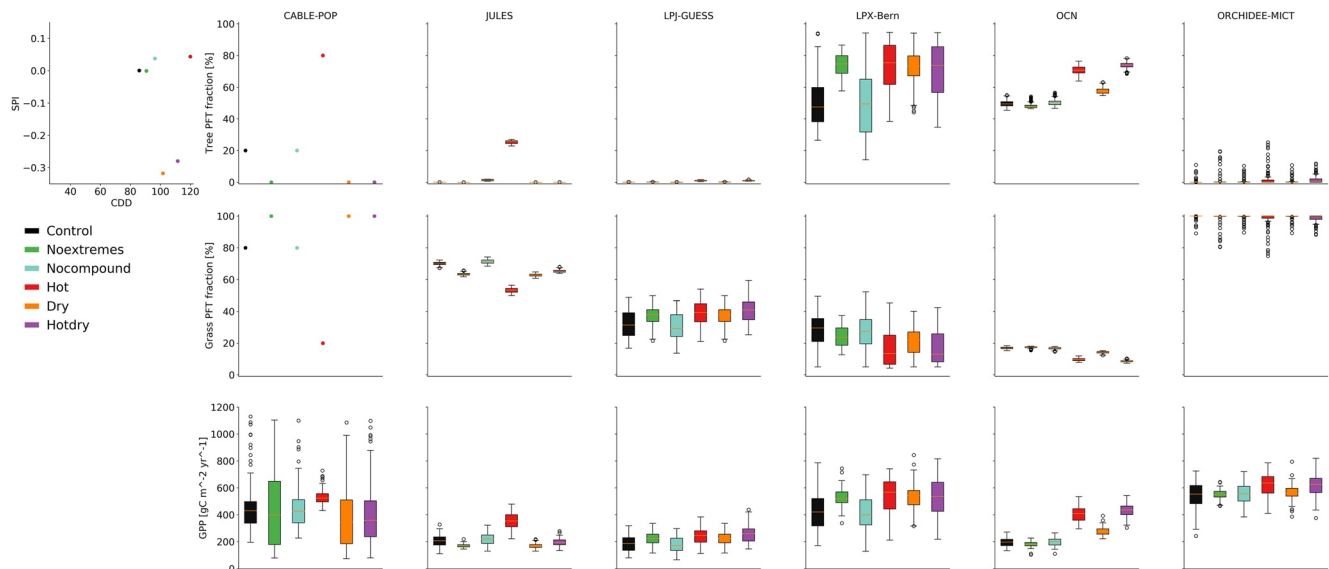 CABLE-POP JULES LPJ-GUESS LPX-Bern OCN ORCHIDEE-MICT
SPI
0.1
0.0
−0.1
−0.2
−0.3
40 60 80 100 120
CDD
Tree PFT fraction [%]
100
80
60
40
20
0
Control
Noextremes
Nocompound
Hot
Dry
Hotdry
Grass PFT fraction [%]
100
80
60
40
20
0
GPP [gC m^-2 yr^-1]
1200
1000
800
600
400
200
0